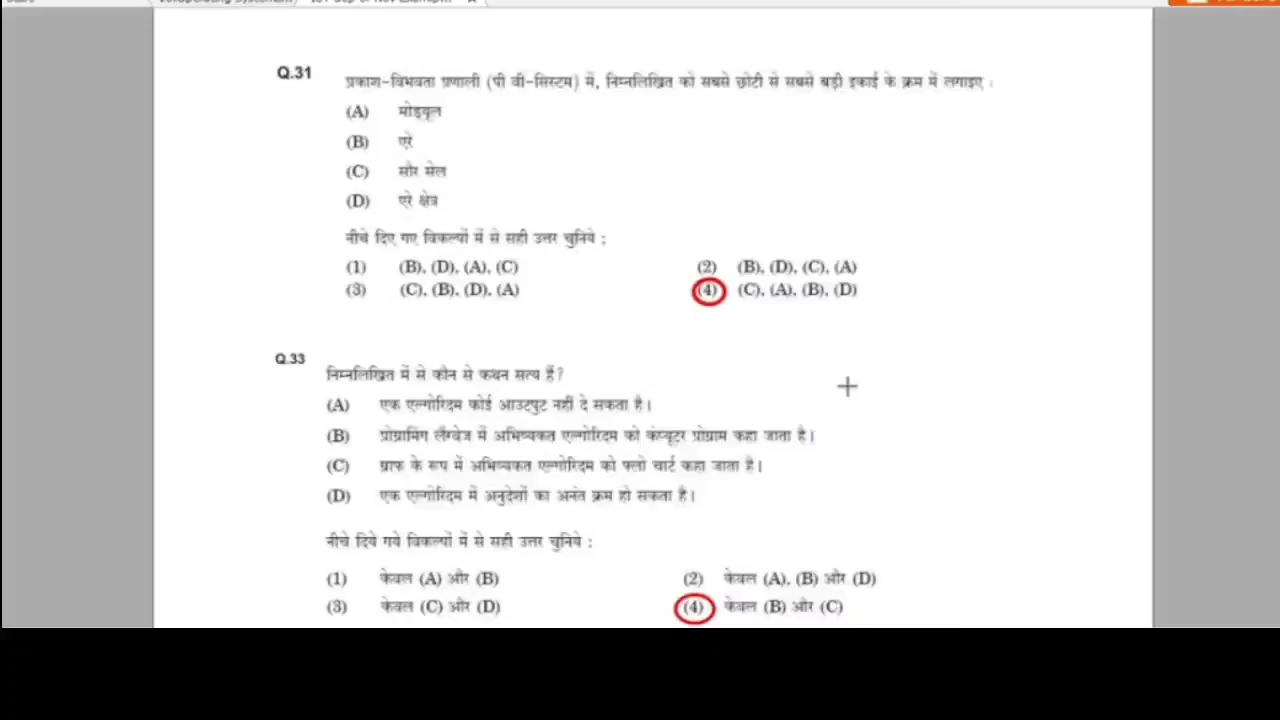 Q.31
प्रकाश-विभवता प्रणाली (पी वी-सिस्टम) में, निम्नलिखित को सबसे छोटी से सबसे बड़ी इकाई के क्रम में लगाइए :
(A) मोड्यूल
(B) एरे
(C) सौर सेल
(D) एरे क्षेत्र
नीचे दिए गए विकल्पों में से सही उत्तर चुनिये :
(1) (B), (D), (A), (C) (2) (B), (D), (C), (A)
(3) (C), (B), (D), (A) (4) (C), (A), (B), (D)
Q.33
निम्नलिखित में से कौन से कथन सत्य हैं?
(A) एक एल्गोरिदम कोई आउटपुट नहीं दे सकता है।
(B) प्रोग्रामिंग लैंग्वेज में अभिव्यक्त एल्गोरिदम को कंप्यूटर प्रोग्राम कहा जाता है।
(C) ग्राफ के रूप में अभिव्यक्त एल्गोरिदम को फ्लो चार्ट कहा जाता है।
(D) एक एल्गोरिदम में अनुदेशों का अनंत क्रम हो सकता है।
नीचे दिये गये विकल्पों में से सही उत्तर चुनिये :
(1) केवल (A) और (B) (2) केवल (A), (B) और (D)
(3) केवल (C) और (D) (4) केवल (B) और (C)